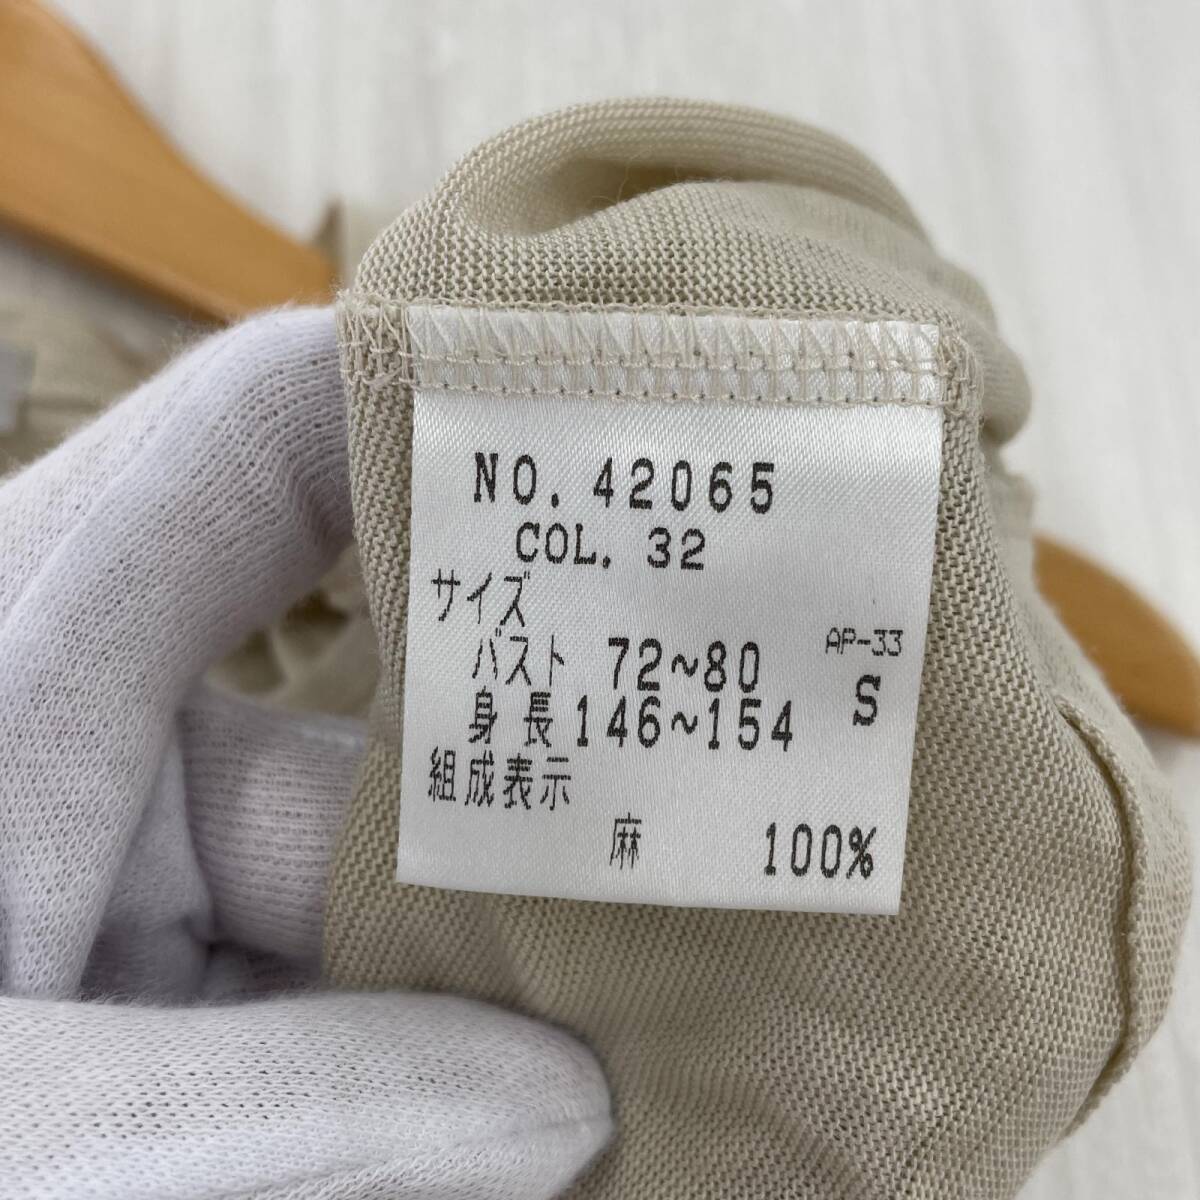 NO. 42065
COL. 32
サイズ
AP-33
バスト 72~80
身長 146~154 S
組成表示
麻 100%